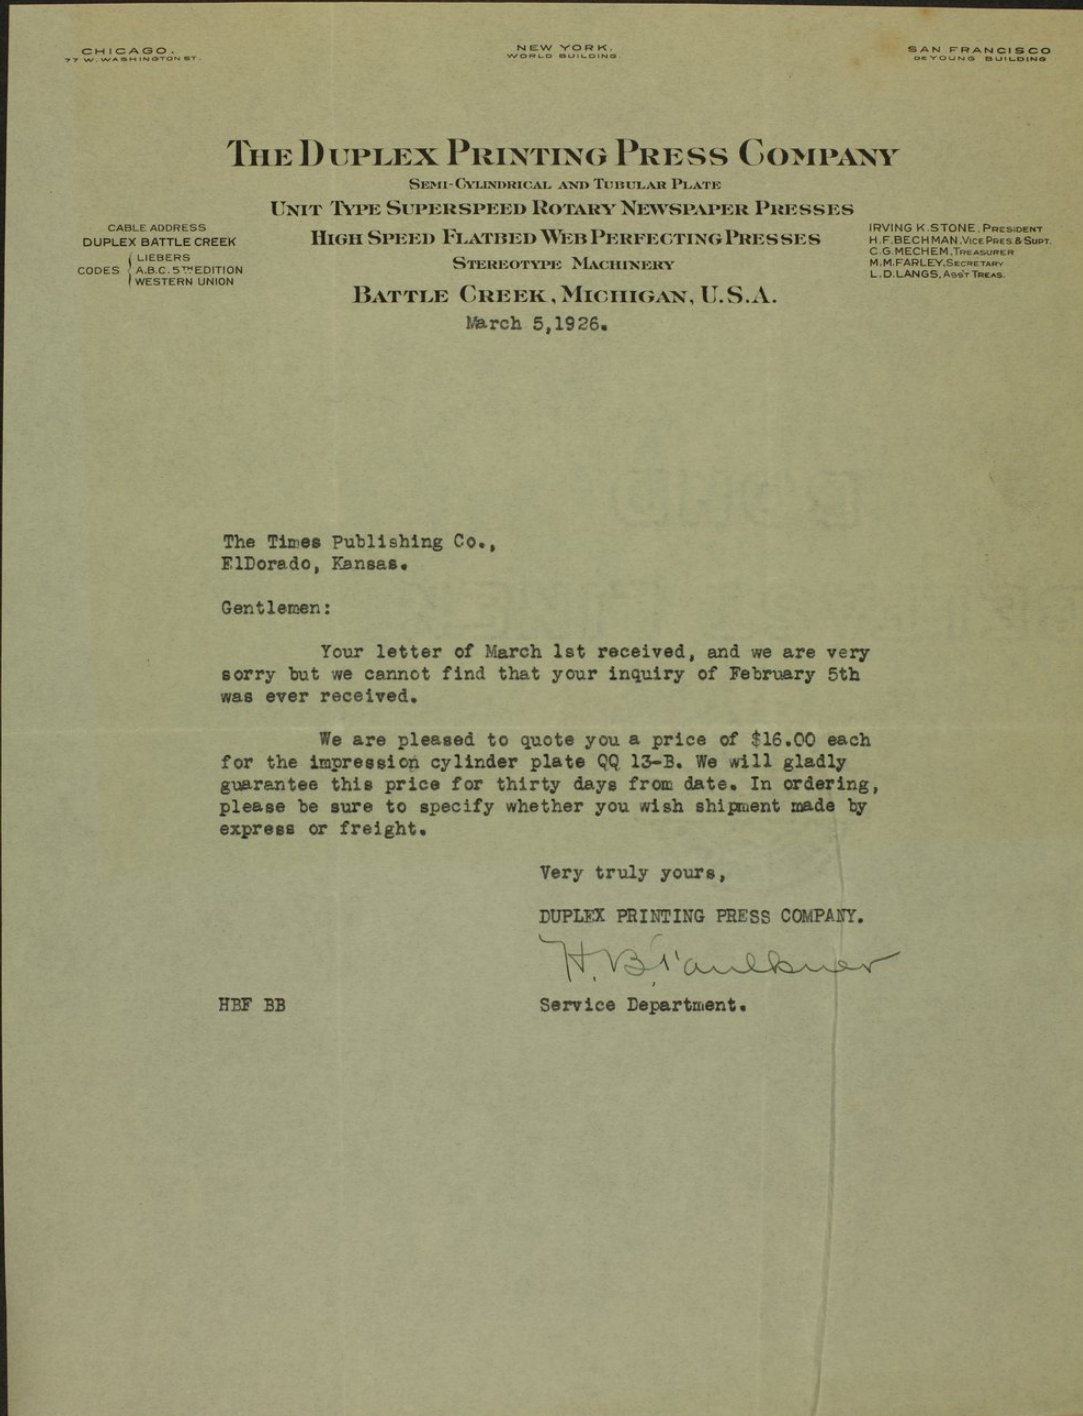 CHICAGO.
77 W. WASHINGTON ST.
NEW YORK.
WORLD BUILDING.
SAN FRANCISCO
DEYOUNG BUILDING
THE DUPLEX PRINTING PRESS COMPANY
SEMI-CYLINDRICAL AND TUBULAR PLATE
UNIT TYPE SUPERSPEED ROTARY NEWSPAPER PRESSES
HIGH SPEED FLATBED WEB PERFECTING PRESSES
STEREOTYPE MACHINERY
BATTLE CREEK, MICHIGAN, U.S.A.
CABLE ADDRESS
DUPLEX BATTLE CREEK
CODES
LIEBERS
A.B.C. 5TH EDITION
WESTERN UNION
IRVING K. STONE, PRESIDENT
H.F. BECHMAN, VICE PRES & SUPT.
C.G. MECHEM, TREASURER
M.M. FARLEY, SECRETARY
L.D. LANGS, ASS'T TREAS.
March 5,1926.
The Times Publishing Co.,
ElDorado, Kansas.
Gentlemen:
Your letter of March 1st received, and we are very
sorry but we cannot find that your inquiry of February 5th
was ever received.
We are pleased to quote you a price of $16.00 each
for the impression cylinder plate QQ 13-B. We will gladly
guarantee this price for thirty days from date. In ordering,
please be sure to specify whether you wish shipment made by
express or freight.
Very truly yours,
DUPLEX PRINTING PRESS COMPANY.
H. B. Faulkner
HBF BB
Service Department.